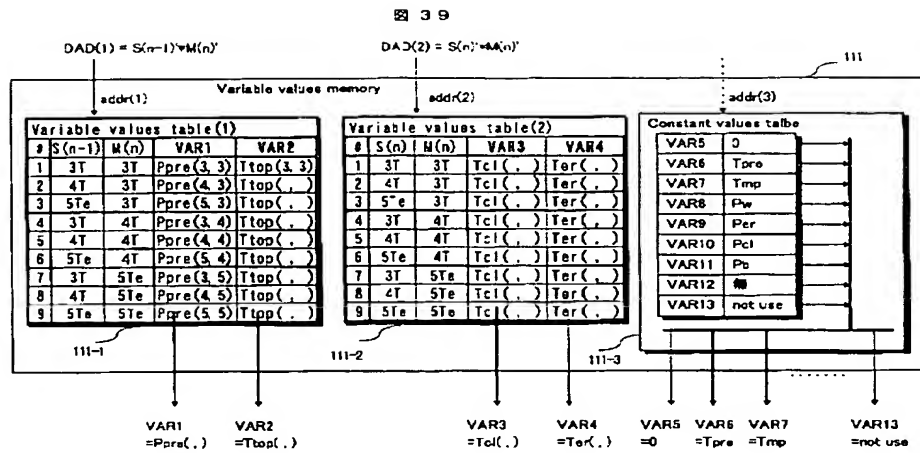 図 3 9
DAD(1) = S(n-1)'*M(n)'
DAD(2) = S(n)'*M(n)'
111
Variable values memory
addr(1)
addr(2)
addr(3)
Variable values table(1)
# S(n-1) M(n) VAR1 VAR2
1 3T 3T Ppre(3, 3) Ttop(3, 3)
2 4T 3T Ppre(4, 3) Ttop( , )
3 5Te 3T Ppre(5, 3) Ttop( , )
4 3T 4T Ppre(3, 4) Ttop( , )
5 4T 4T Ppre(4, 4) Ttop( , )
6 5Te 4T Ppre(5, 4) Ttop( , )
7 3T 5Te Ppre(3, 5) Ttop( , )
8 4T 5Te Ppre(4, 5) Ttop( , )
9 5Te 5Te Ppre(5, 5) Ttop( , )
111-1
Variable values table(2)
# S(n) M(n) VAR3 VAR4
1 3T 3T Tcl( , ) Ter( , )
2 4T 3T Tcl( , ) Ter( , )
3 5Te 3T Tcl( , ) Ter( , )
4 3T 4T Tcl( , ) Ter( , )
5 4T 4T Tcl( , ) Ter( , )
6 5Te 4T Tcl( , ) Ter( , )
7 3T 5Te Tcl( , ) Ter( , )
8 4T 5Te Tcl( , ) Ter( , )
9 5Te 5Te Tcl( , ) Ter( , )
111-2
Constant values talbe
VAR5 0
VAR6 Tpre
VAR7 Tmp
VAR8 Pw
VAR9 Per
VAR10 Pcl
VAR11 Pb
VAR12
VAR13 not use
111-3
VAR1
=Ppre( , )
VAR2
=Ttop( , )
VAR3
=Tcl( , )
VAR4
=Ter( , )
VAR5
=0
VAR6
=Tpre
VAR7
=Tmp
VAR13
=not use